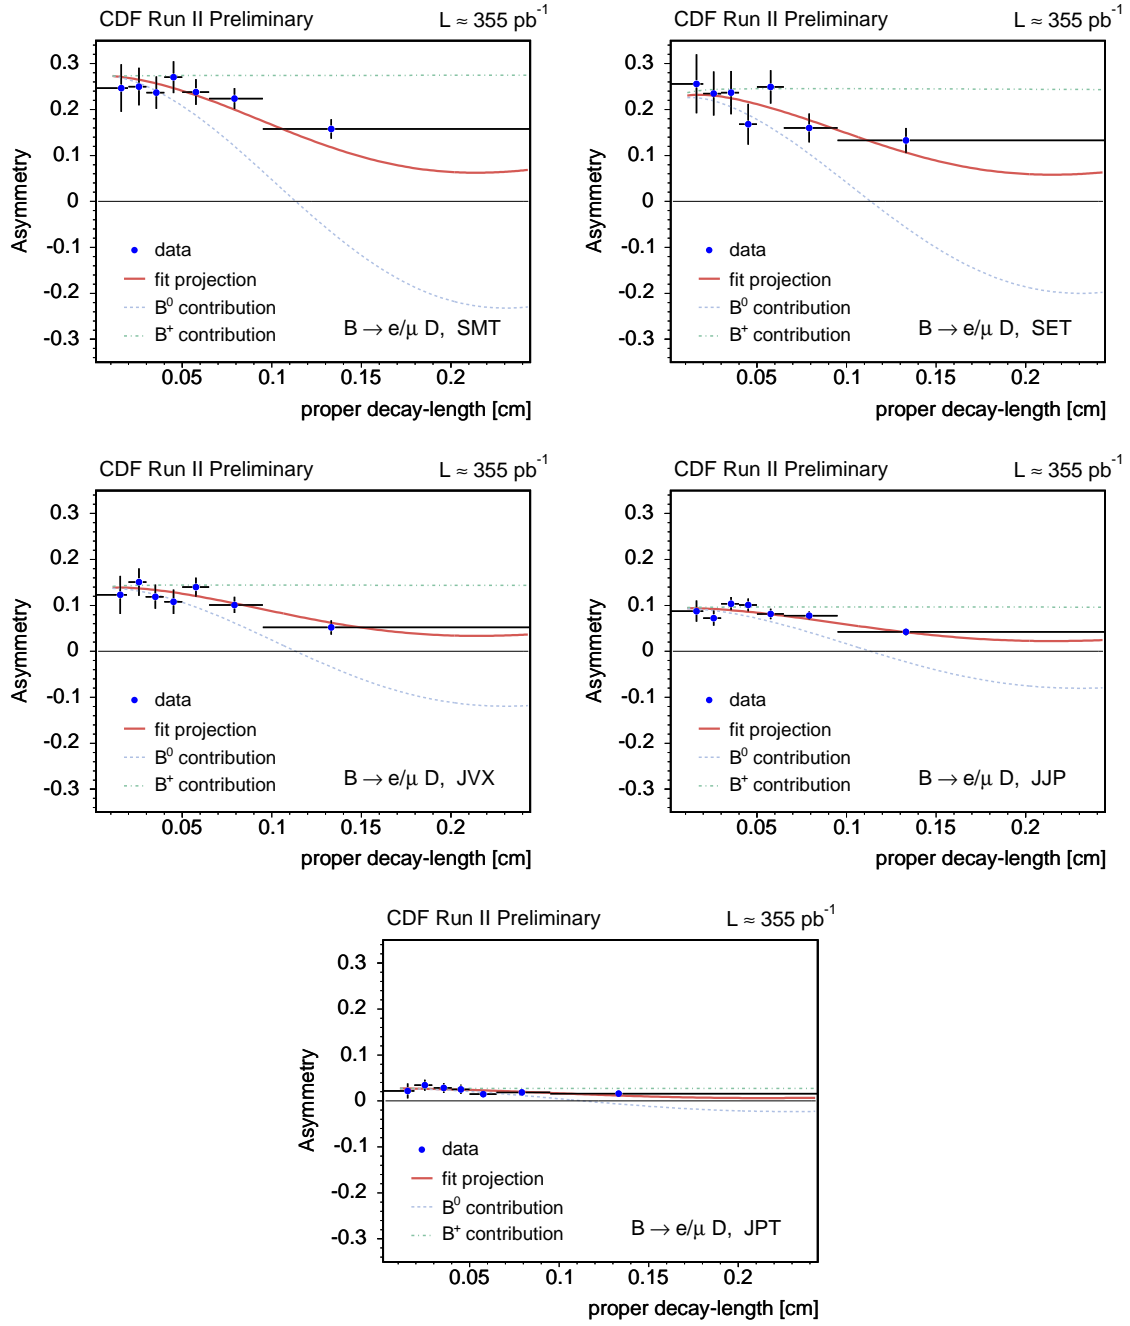 CDF Run II Preliminary L ≈ 355 pb⁻¹
0.3
0.2
0.1
0
-0.1
-0.2
-0.3
Asymmetry
data
fit projection
B⁰ contribution
B⁺ contribution
B → e/μ D, SMT
0.05 0.1 0.15 0.2
proper decay-length [cm]
CDF Run II Preliminary L ≈ 355 pb⁻¹
0.3
0.2
0.1
0
-0.1
-0.2
-0.3
Asymmetry
data
fit projection
B⁰ contribution
B⁺ contribution
B → e/μ D, SET
0.05 0.1 0.15 0.2
proper decay-length [cm]
CDF Run II Preliminary L ≈ 355 pb⁻¹
0.3
0.2
0.1
0
-0.1
-0.2
-0.3
Asymmetry
data
fit projection
B⁰ contribution
B⁺ contribution
B → e/μ D, JVX
0.05 0.1 0.15 0.2
proper decay-length [cm]
CDF Run II Preliminary L ≈ 355 pb⁻¹
0.3
0.2
0.1
0
-0.1
-0.2
-0.3
Asymmetry
data
fit projection
B⁰ contribution
B⁺ contribution
B → e/μ D, JJP
0.05 0.1 0.15 0.2
proper decay-length [cm]
CDF Run II Preliminary L ≈ 355 pb⁻¹
0.3
0.2
0.1
0
-0.1
-0.2
-0.3
Asymmetry
data
fit projection
B⁰ contribution
B⁺ contribution
B → e/μ D, JPT
0.05 0.1 0.15 0.2
proper decay-length [cm]